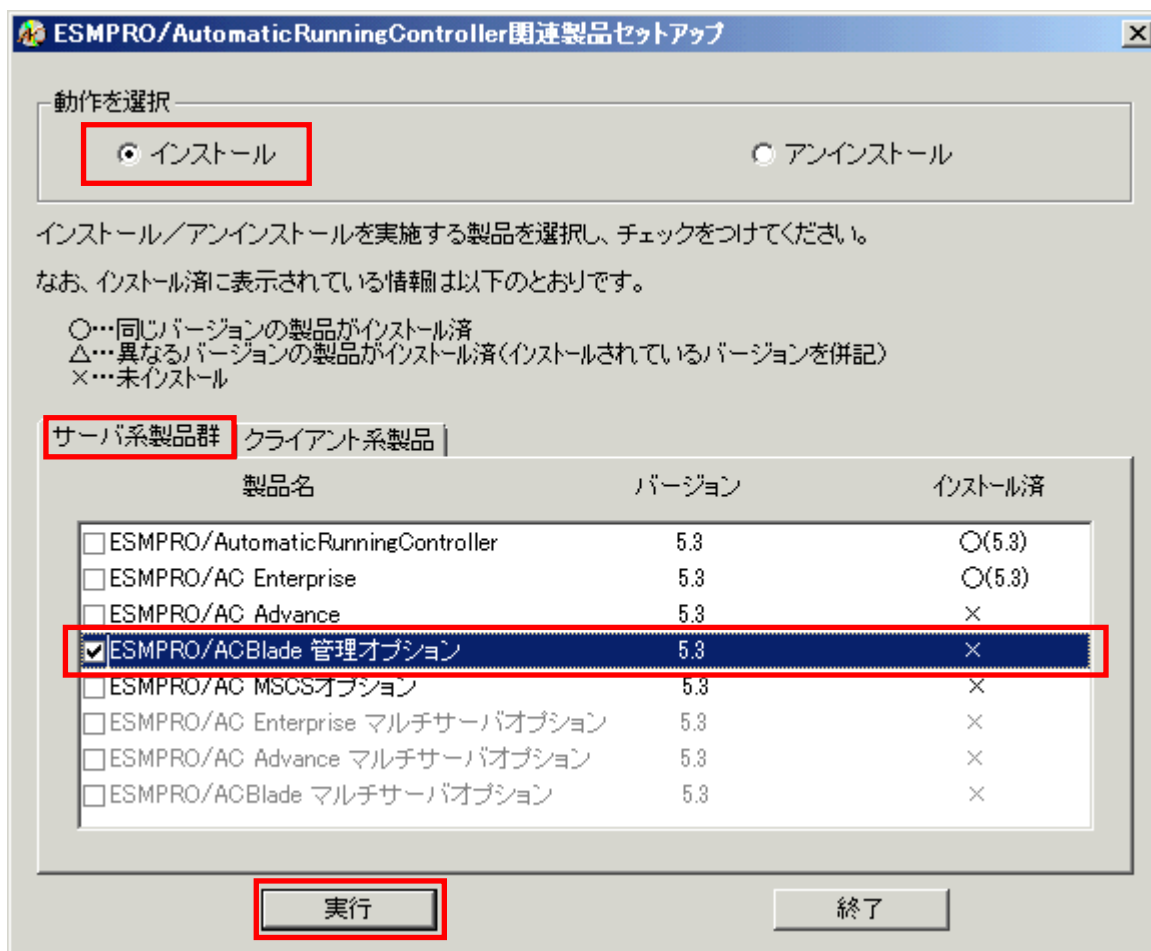 ESMPRO/AutomaticRunningController関連製品セットアップ
動作を選択
インストール アンインストール
インストール／アンインストールを実施する製品を選択し、チェックをつけてください。
なお、インストール済に表示されている情報は以下のとおりです。
○…同じバージョンの製品がインストール済
△…異なるバージョンの製品がインストール済(インストールされているバージョンを併記)
×…未インストール
サーバ系製品群 クライアント系製品
製品名 バージョン インストール済
ESMPRO/AutomaticRunningController 5.3 ○(5.3)
ESMPRO/AC Enterprise 5.3 ○(5.3)
ESMPRO/AC Advance 5.3 ×
ESMPRO/ACBlade 管理オプション 5.3 ×
ESMPRO/AC MSCSオプション 5.3 ×
ESMPRO/AC Enterprise マルチサーバオプション 5.3 ×
ESMPRO/AC Advance マルチサーバオプション 5.3 ×
ESMPRO/ACBlade マルチサーバオプション 5.3 ×
実行 終了